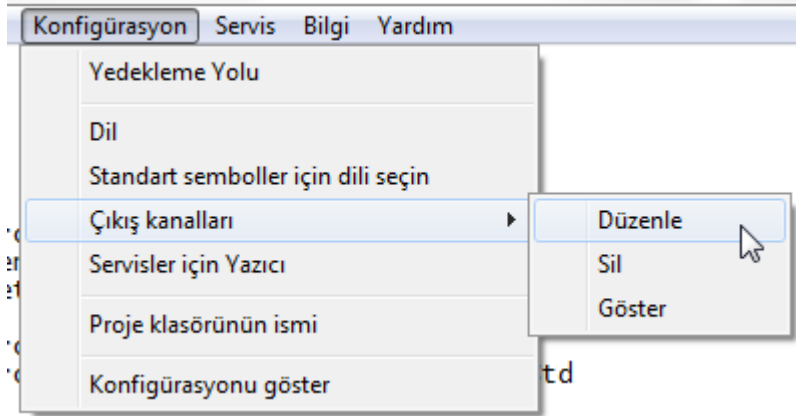 Konfigürasyon Servis Bilgi Yardım
Yedekleme Yolu
Dil
Standart semboller için dili seçin
Çıkış kanalları
Düzenle
Servisler için Yazıcı
Sil
Göster
Proje klasörünün ismi
Konfigürasyonu göster
td